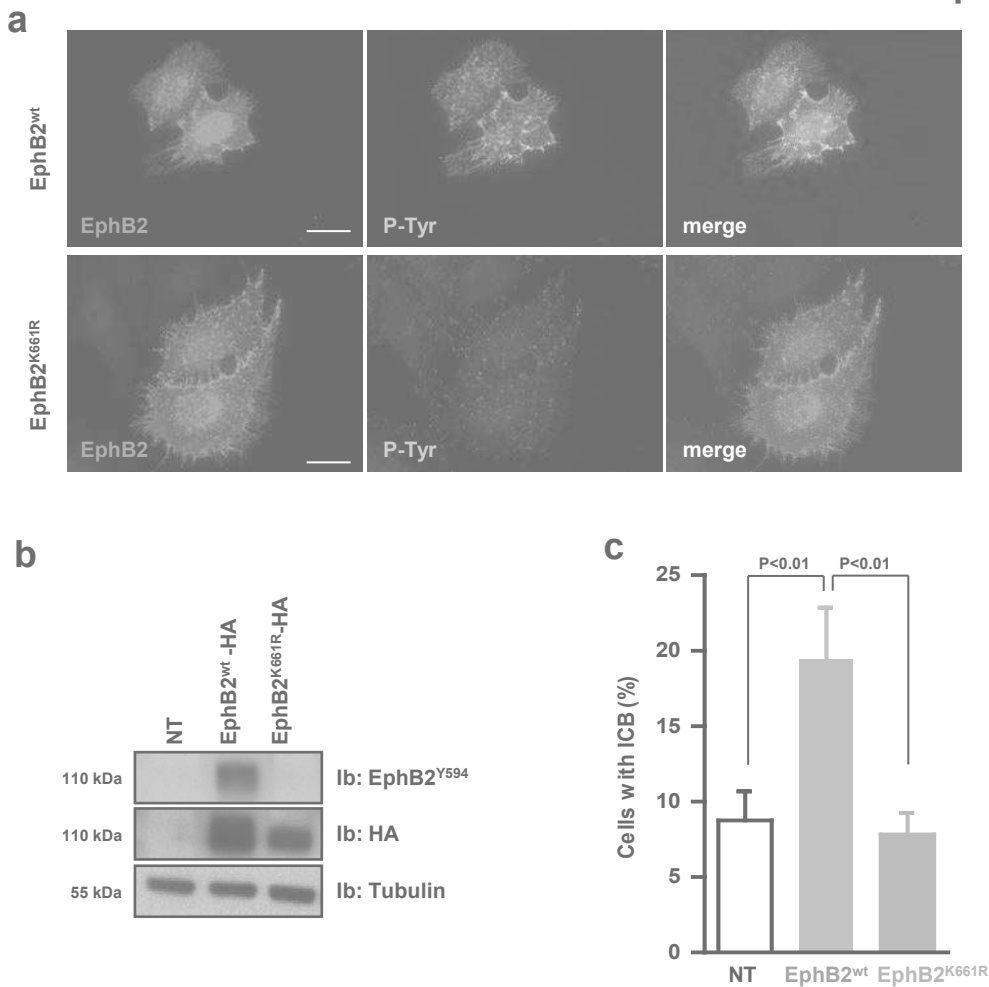 a
EphB2wt
EphB2
P-Tyr
merge
EphB2K661R
EphB2
P-Tyr
merge
b
NT
EphB2wt -HA
EphB2K661R-HA
110 kDa
Ib: EphB2Y594
110 kDa
Ib: HA
55 kDa
Ib: Tubulin
c
P<0.01
P<0.01
Cells with ICB (%)
25
20
15
10
5
0
NT
EphB2wt
EphB2K661R